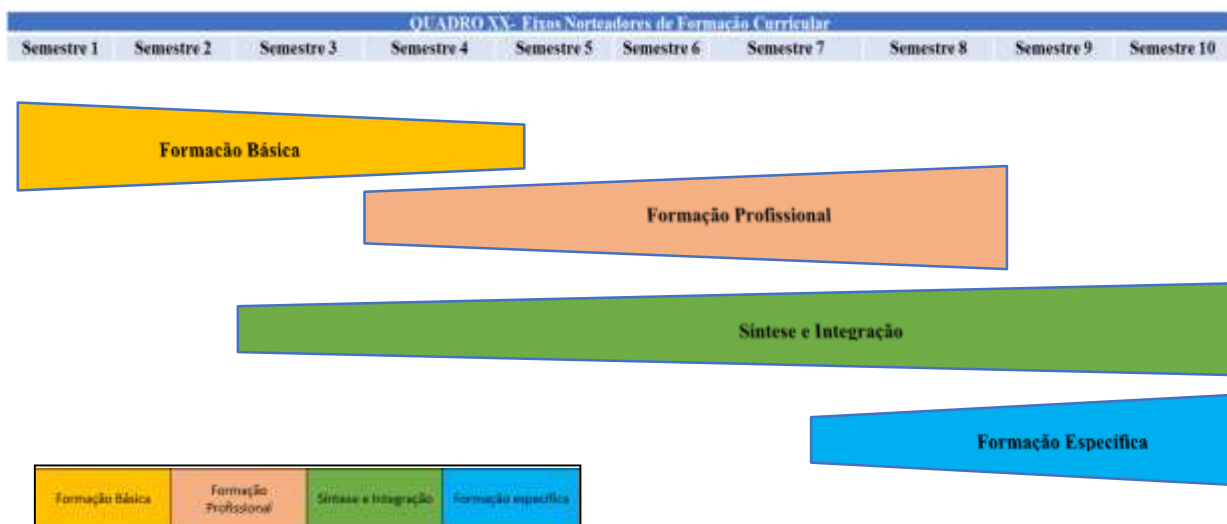 QUADRO XX- Eixos Norteadores de Formação Curricular
Semestre 1 Semestre 2 Semestre 3 Semestre 4 Semestre 5 Semestre 6 Semestre 7 Semestre 8 Semestre 9 Semestre 10
Formacão Básica
Formação Profissional
Síntese e Integração
Formação Específica
Formação Básica
Formação
Profissional
Síntese e Integração
Formação específica